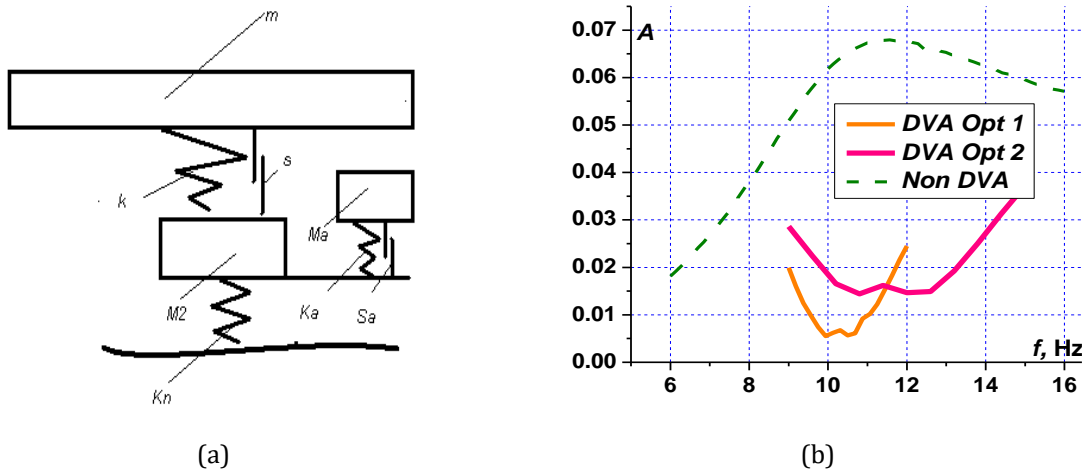 m
k
s
Ma
M2
Ka
Sa
Kn
(a)
A
0.07
0.06
0.05
0.04
0.03
0.02
0.01
0.00
DVA Opt 1
DVA Opt 2
Non DVA
f, Hz
6 8 10 12 14 16
(b)